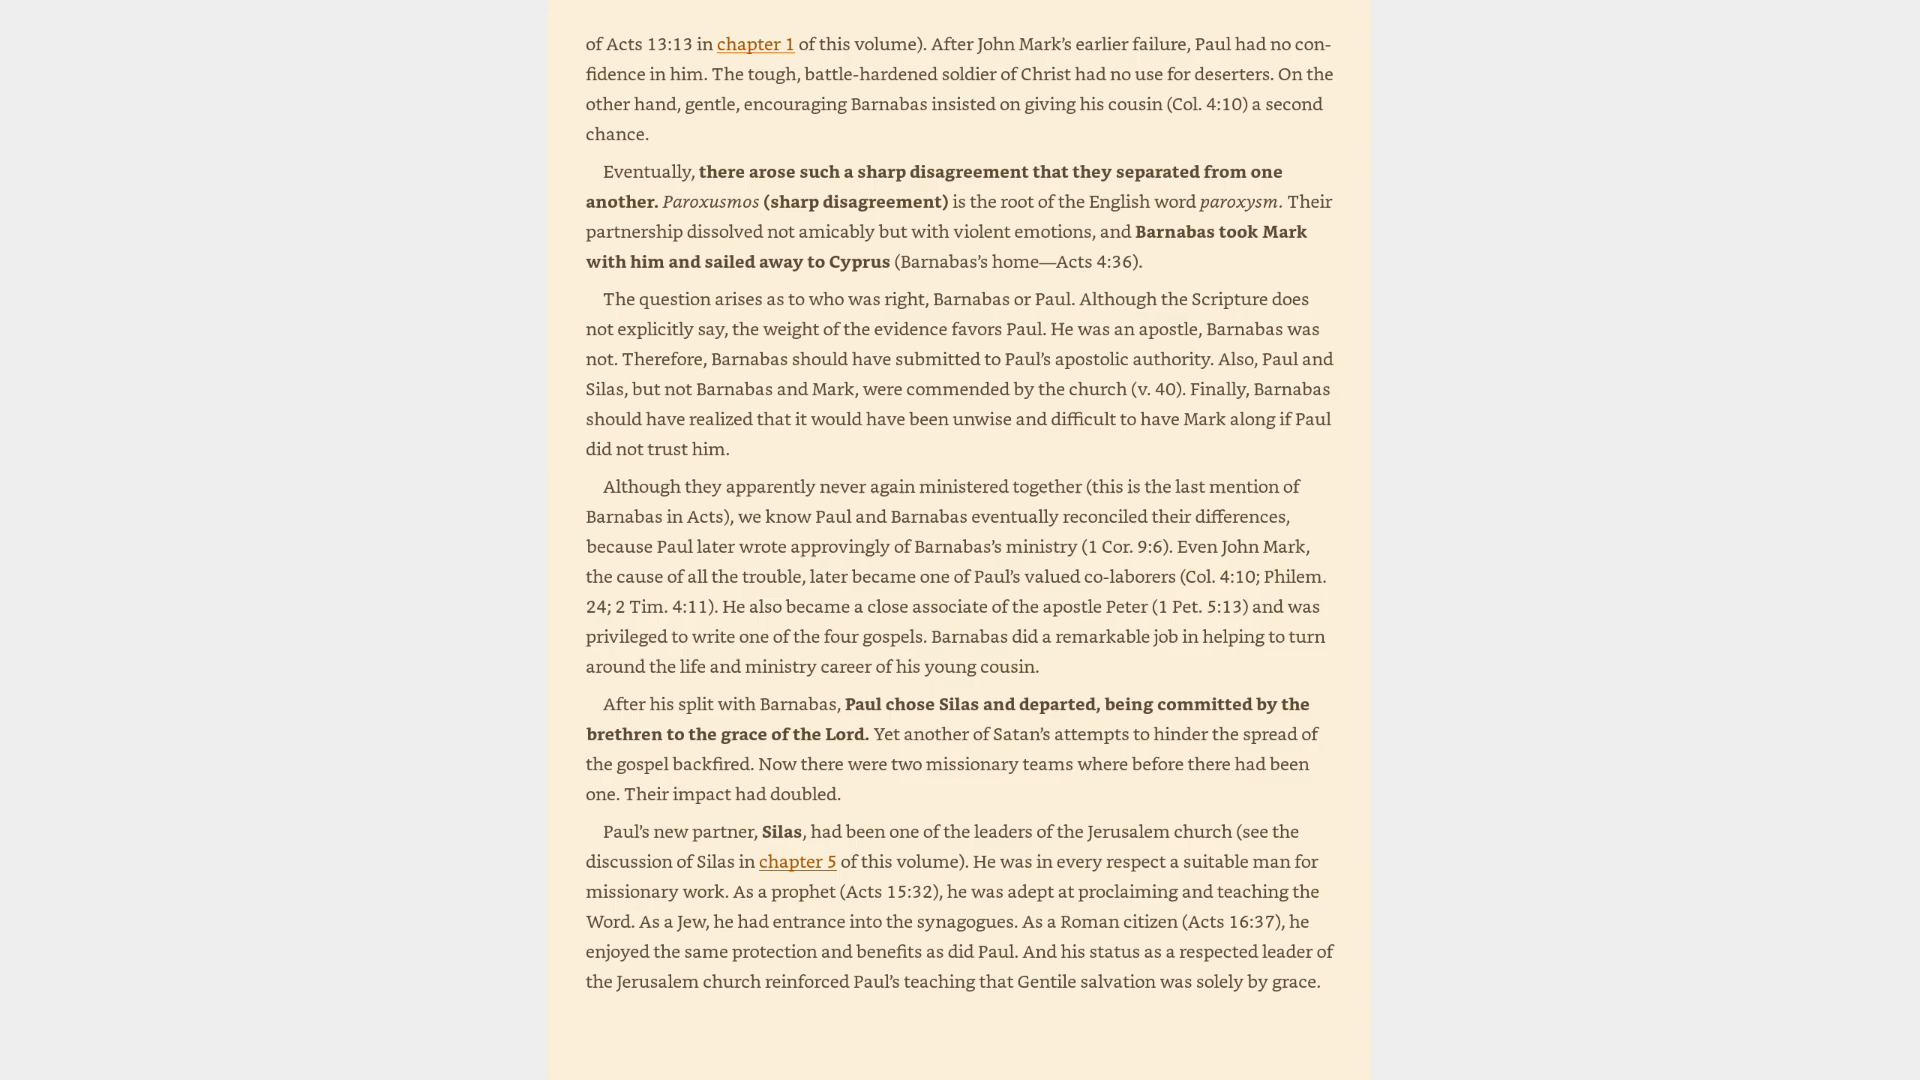 of Acts 13:13 in chapter 1 of this volume). After John Mark’s earlier failure, Paul had no con-
fidence in him. The tough, battle-hardened soldier of Christ had no use for deserters. On the
other hand, gentle, encouraging Barnabas insisted on giving his cousin (Col. 4:10) a second
chance.
Eventually, there arose such a sharp disagreement that they separated from one
another. Paroxusmos (sharp disagreement) is the root of the English word paroxysm. Their
partnership dissolved not amicably but with violent emotions, and Barnabas took Mark
with him and sailed away to Cyprus (Barnabas’s home—Acts 4:36).
The question arises as to who was right, Barnabas or Paul. Although the Scripture does
not explicitly say, the weight of the evidence favors Paul. He was an apostle, Barnabas was
not. Therefore, Barnabas should have submitted to Paul’s apostolic authority. Also, Paul and
Silas, but not Barnabas and Mark, were commended by the church (v. 40). Finally, Barnabas
should have realized that it would have been unwise and difficult to have Mark along if Paul
did not trust him.
Although they apparently never again ministered together (this is the last mention of
Barnabas in Acts), we know Paul and Barnabas eventually reconciled their differences,
because Paul later wrote approvingly of Barnabas’s ministry (1 Cor. 9:6). Even John Mark,
the cause of all the trouble, later became one of Paul’s valued co-laborers (Col. 4:10; Philem.
24; 2 Tim. 4:11). He also became a close associate of the apostle Peter (1 Pet. 5:13) and was
privileged to write one of the four gospels. Barnabas did a remarkable job in helping to turn
around the life and ministry career of his young cousin.
After his split with Barnabas, Paul chose Silas and departed, being committed by the
brethren to the grace of the Lord. Yet another of Satan’s attempts to hinder the spread of
the gospel backfired. Now there were two missionary teams where before there had been
one. Their impact had doubled.
Paul’s new partner, Silas, had been one of the leaders of the Jerusalem church (see the
discussion of Silas in chapter 5 of this volume). He was in every respect a suitable man for
missionary work. As a prophet (Acts 15:32), he was adept at proclaiming and teaching the
Word. As a Jew, he had entrance into the synagogues. As a Roman citizen (Acts 16:37), he
enjoyed the same protection and benefits as did Paul. And his status as a respected leader of
the Jerusalem church reinforced Paul’s teaching that Gentile salvation was solely by grace.